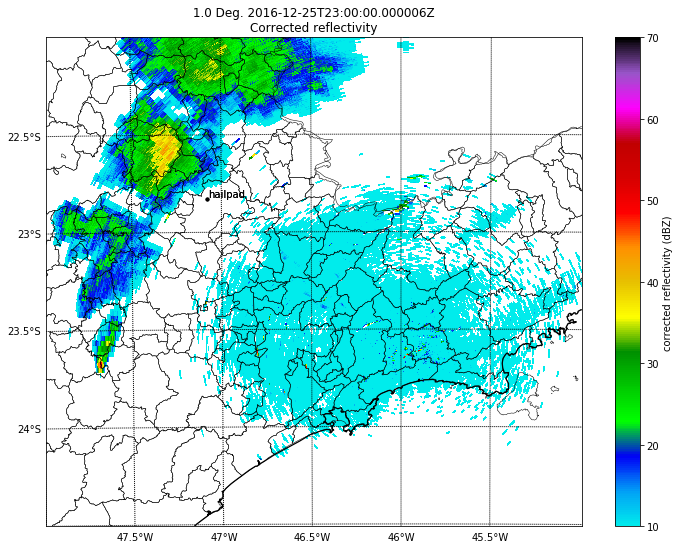 1.0 Deg. 2016-12-25T23:00:00.000006Z
Corrected reflectivity
22.5°S
23°S
23.5°S
24°S
hailpad
47.5°W
47°W
46.5°W
46°W
45.5°W
70
60
50
40
30
20
10
corrected reflectivity (dBZ)